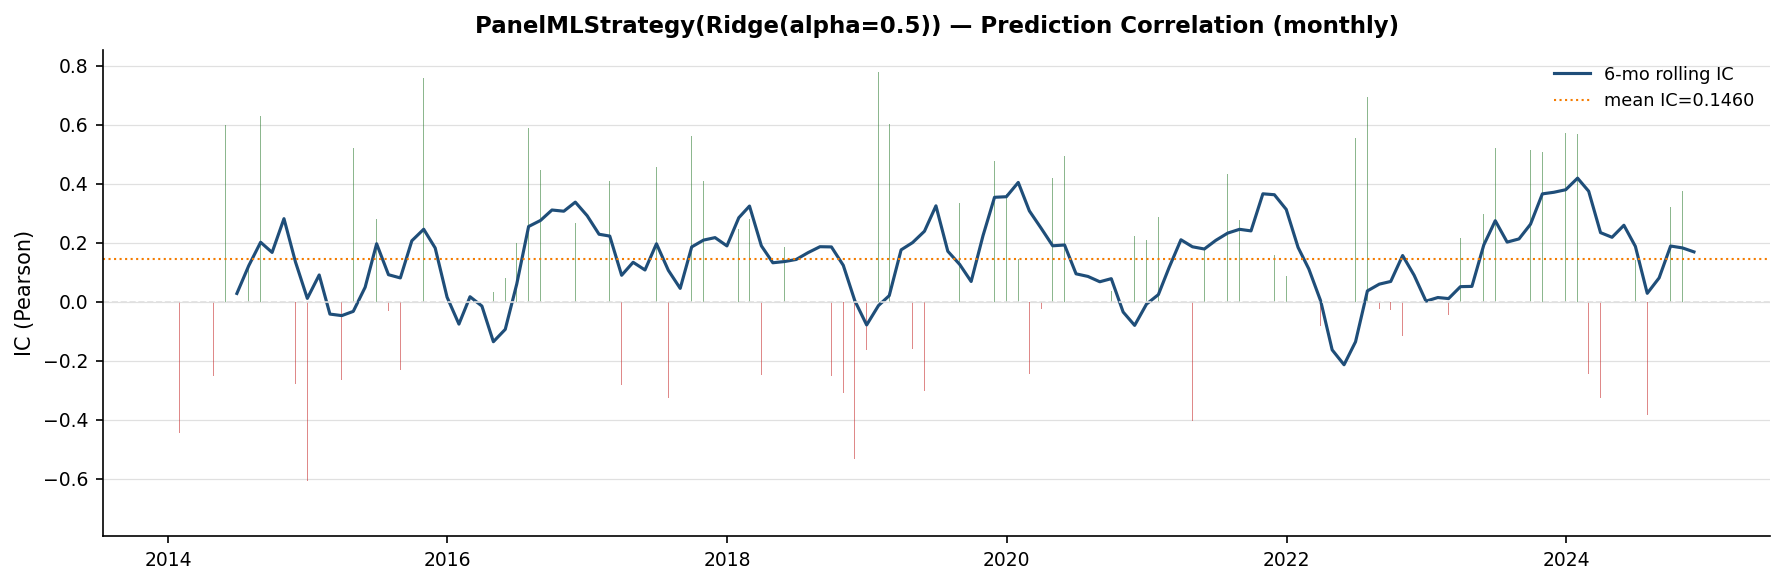 PanelMLStrategy(Ridge(alpha=0.5)) — Prediction Correlation (monthly)
6-mo rolling IC
mean IC=0.1460
IC (Pearson)
0.8
0.6
0.4
0.2
0.0
−0.2
−0.4
−0.6
2014 2016 2018 2020 2022 2024